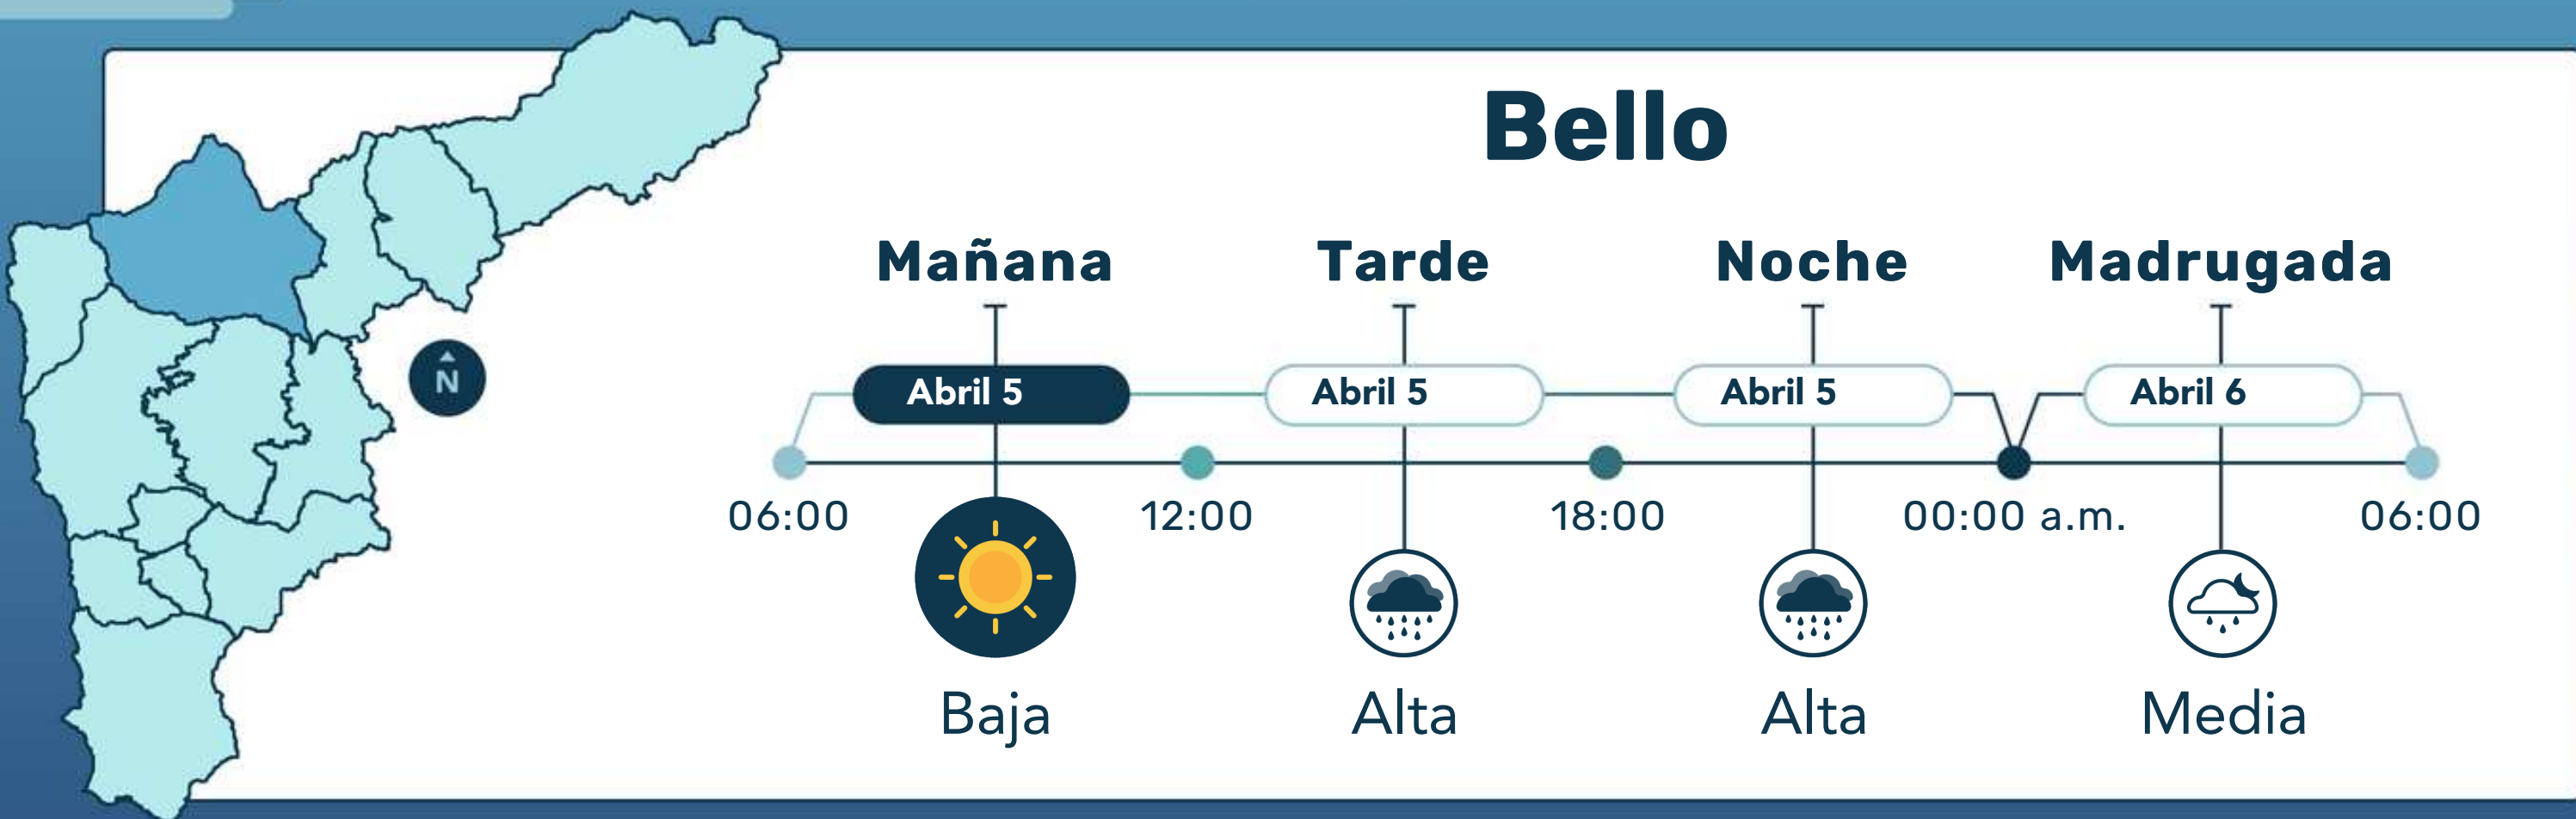 Bello
Mañana Tarde Noche Madrugada
N
Abril 5 Abril 5 Abril 5 Abril 6
06:00 12:00 18:00 00:00 a.m. 06:00
Baja Alta Alta Media